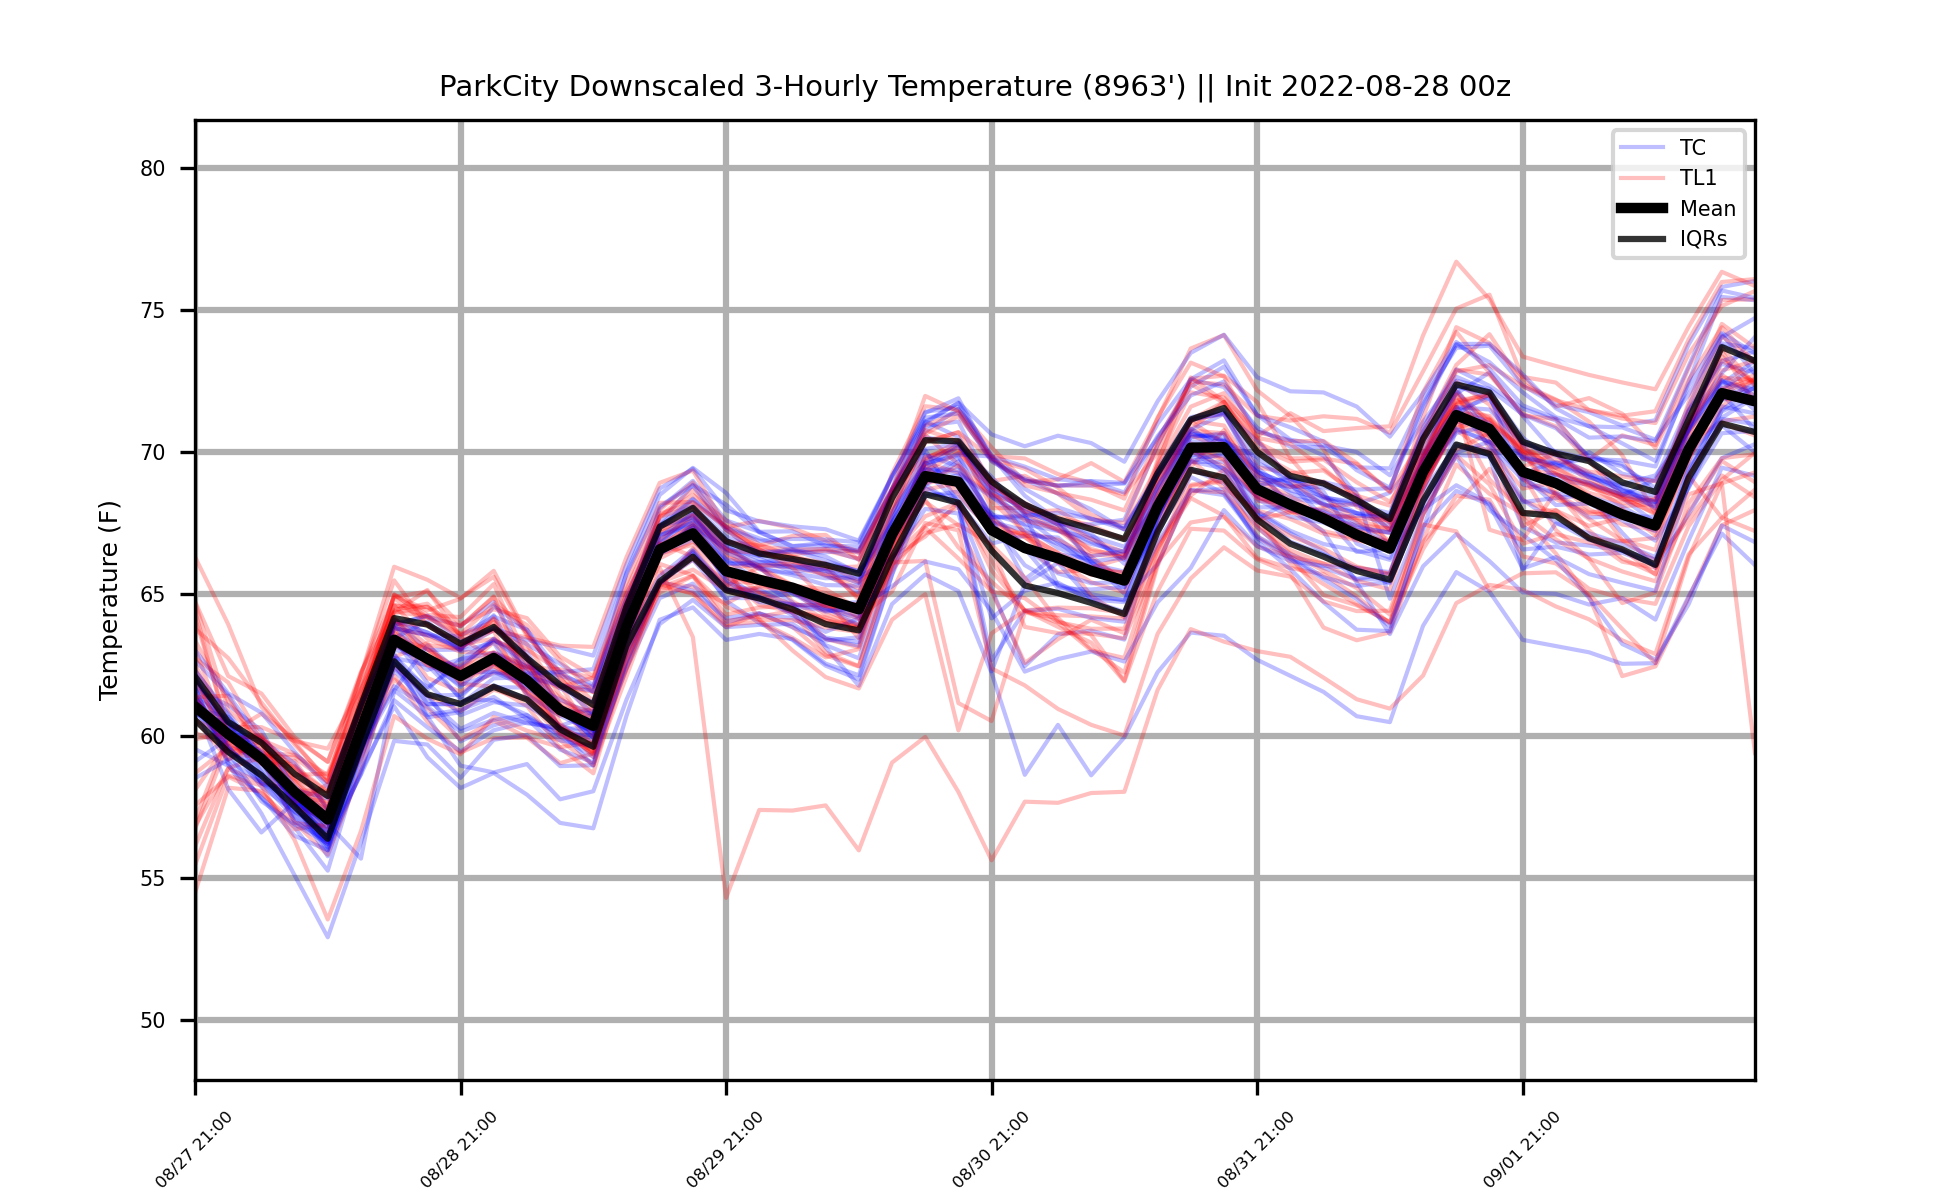 ParkCity Downscaled 3-Hourly Temperature (8963') || Init 2022-08-28 00z
TC
TL1
Mean
IQRs
Temperature (F)
80
75
70
65
60
55
50
08/27 21:00
08/28 21:00
08/29 21:00
08/30 21:00
08/31 21:00
09/01 21:00